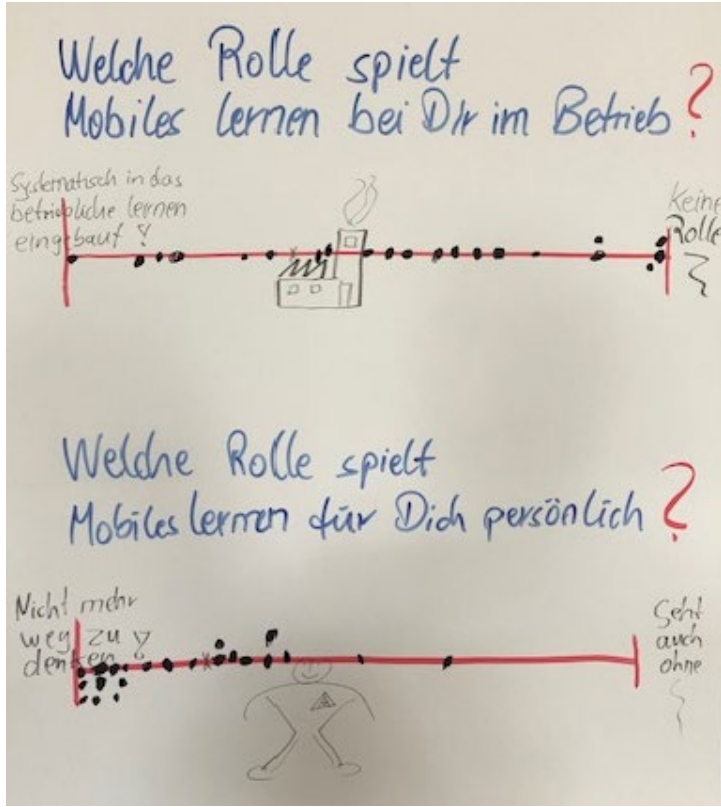 Welche Rolle spielt
Mobiles lernen bei Dir im Betrieb ?
Systematisch in das
betriebliche lernen
eingebaut !
Keine
Rolle
Welche Rolle spielt
Mobiles lernen für Dich persönlich ?
Nicht mehr
weg zu
denken !
Geht
auch
ohne